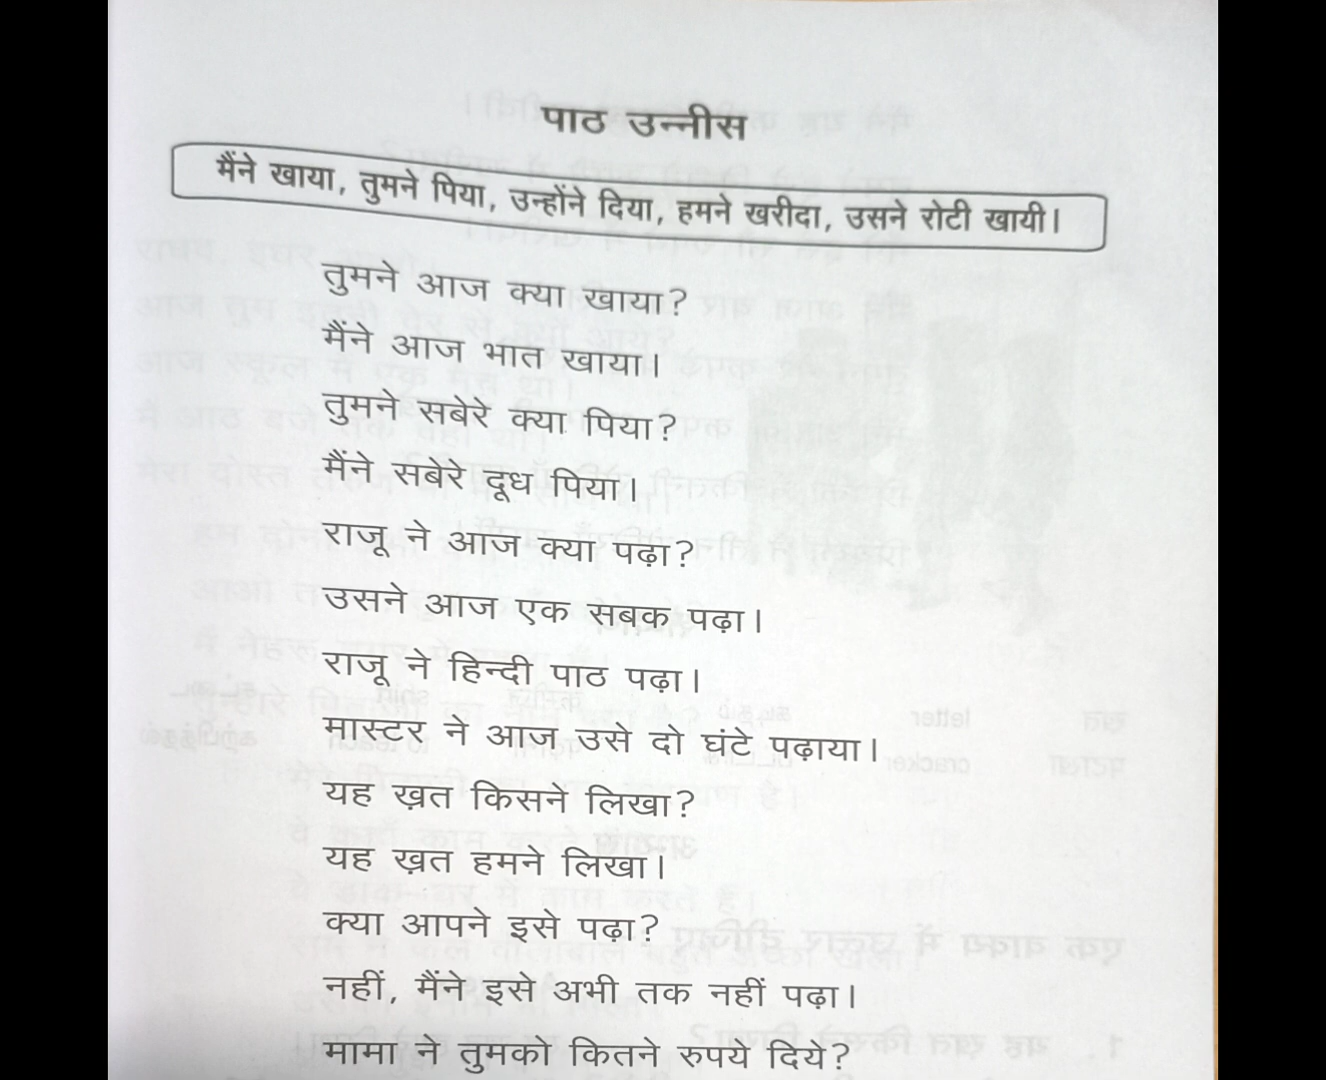 पाठ उन्नीस
मैंने खाया, तुमने पिया, उन्होंने दिया, हमने खरीदा, उसने रोटी खायी।
तुमने आज क्या खाया?
मैंने आज भात खाया।
तुमने सबेरे क्या पिया?
मैंने सबेरे दूध पिया।
राजू ने आज क्या पढ़ा?
उसने आज एक सबक पढ़ा।
राजू ने हिन्दी पाठ पढ़ा।
मास्टर ने आज उसे दो घंटे पढ़ाया।
यह ख़त किसने लिखा?
यह ख़त हमने लिखा।
क्या आपने इसे पढ़ा?
नहीं, मैंने इसे अभी तक नहीं पढ़ा।
मामा ने तुमको कितने रुपये दिये?